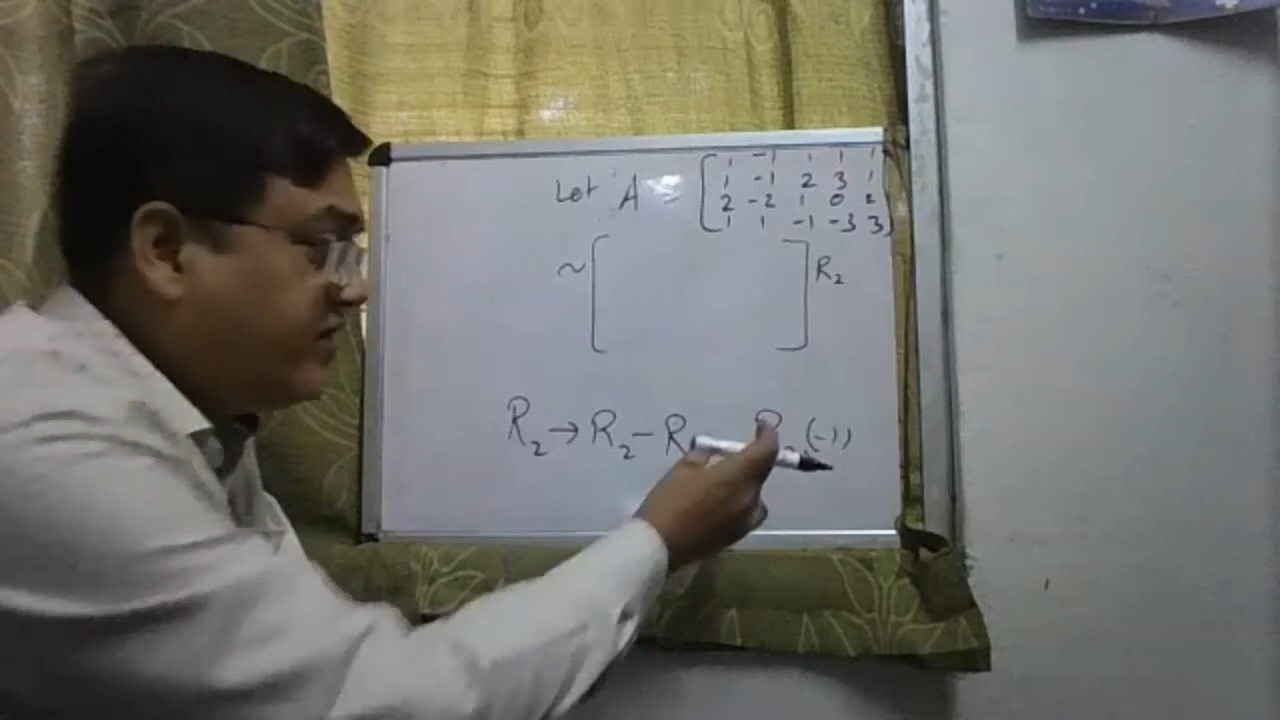 Let A = [ 1 -1 1 1 1
1 -1 2 3 1
2 -2 1 0 2
1 1 -1 -3 3 ]
~ [ ] R₂
R₂ → R₂ - R (-1)